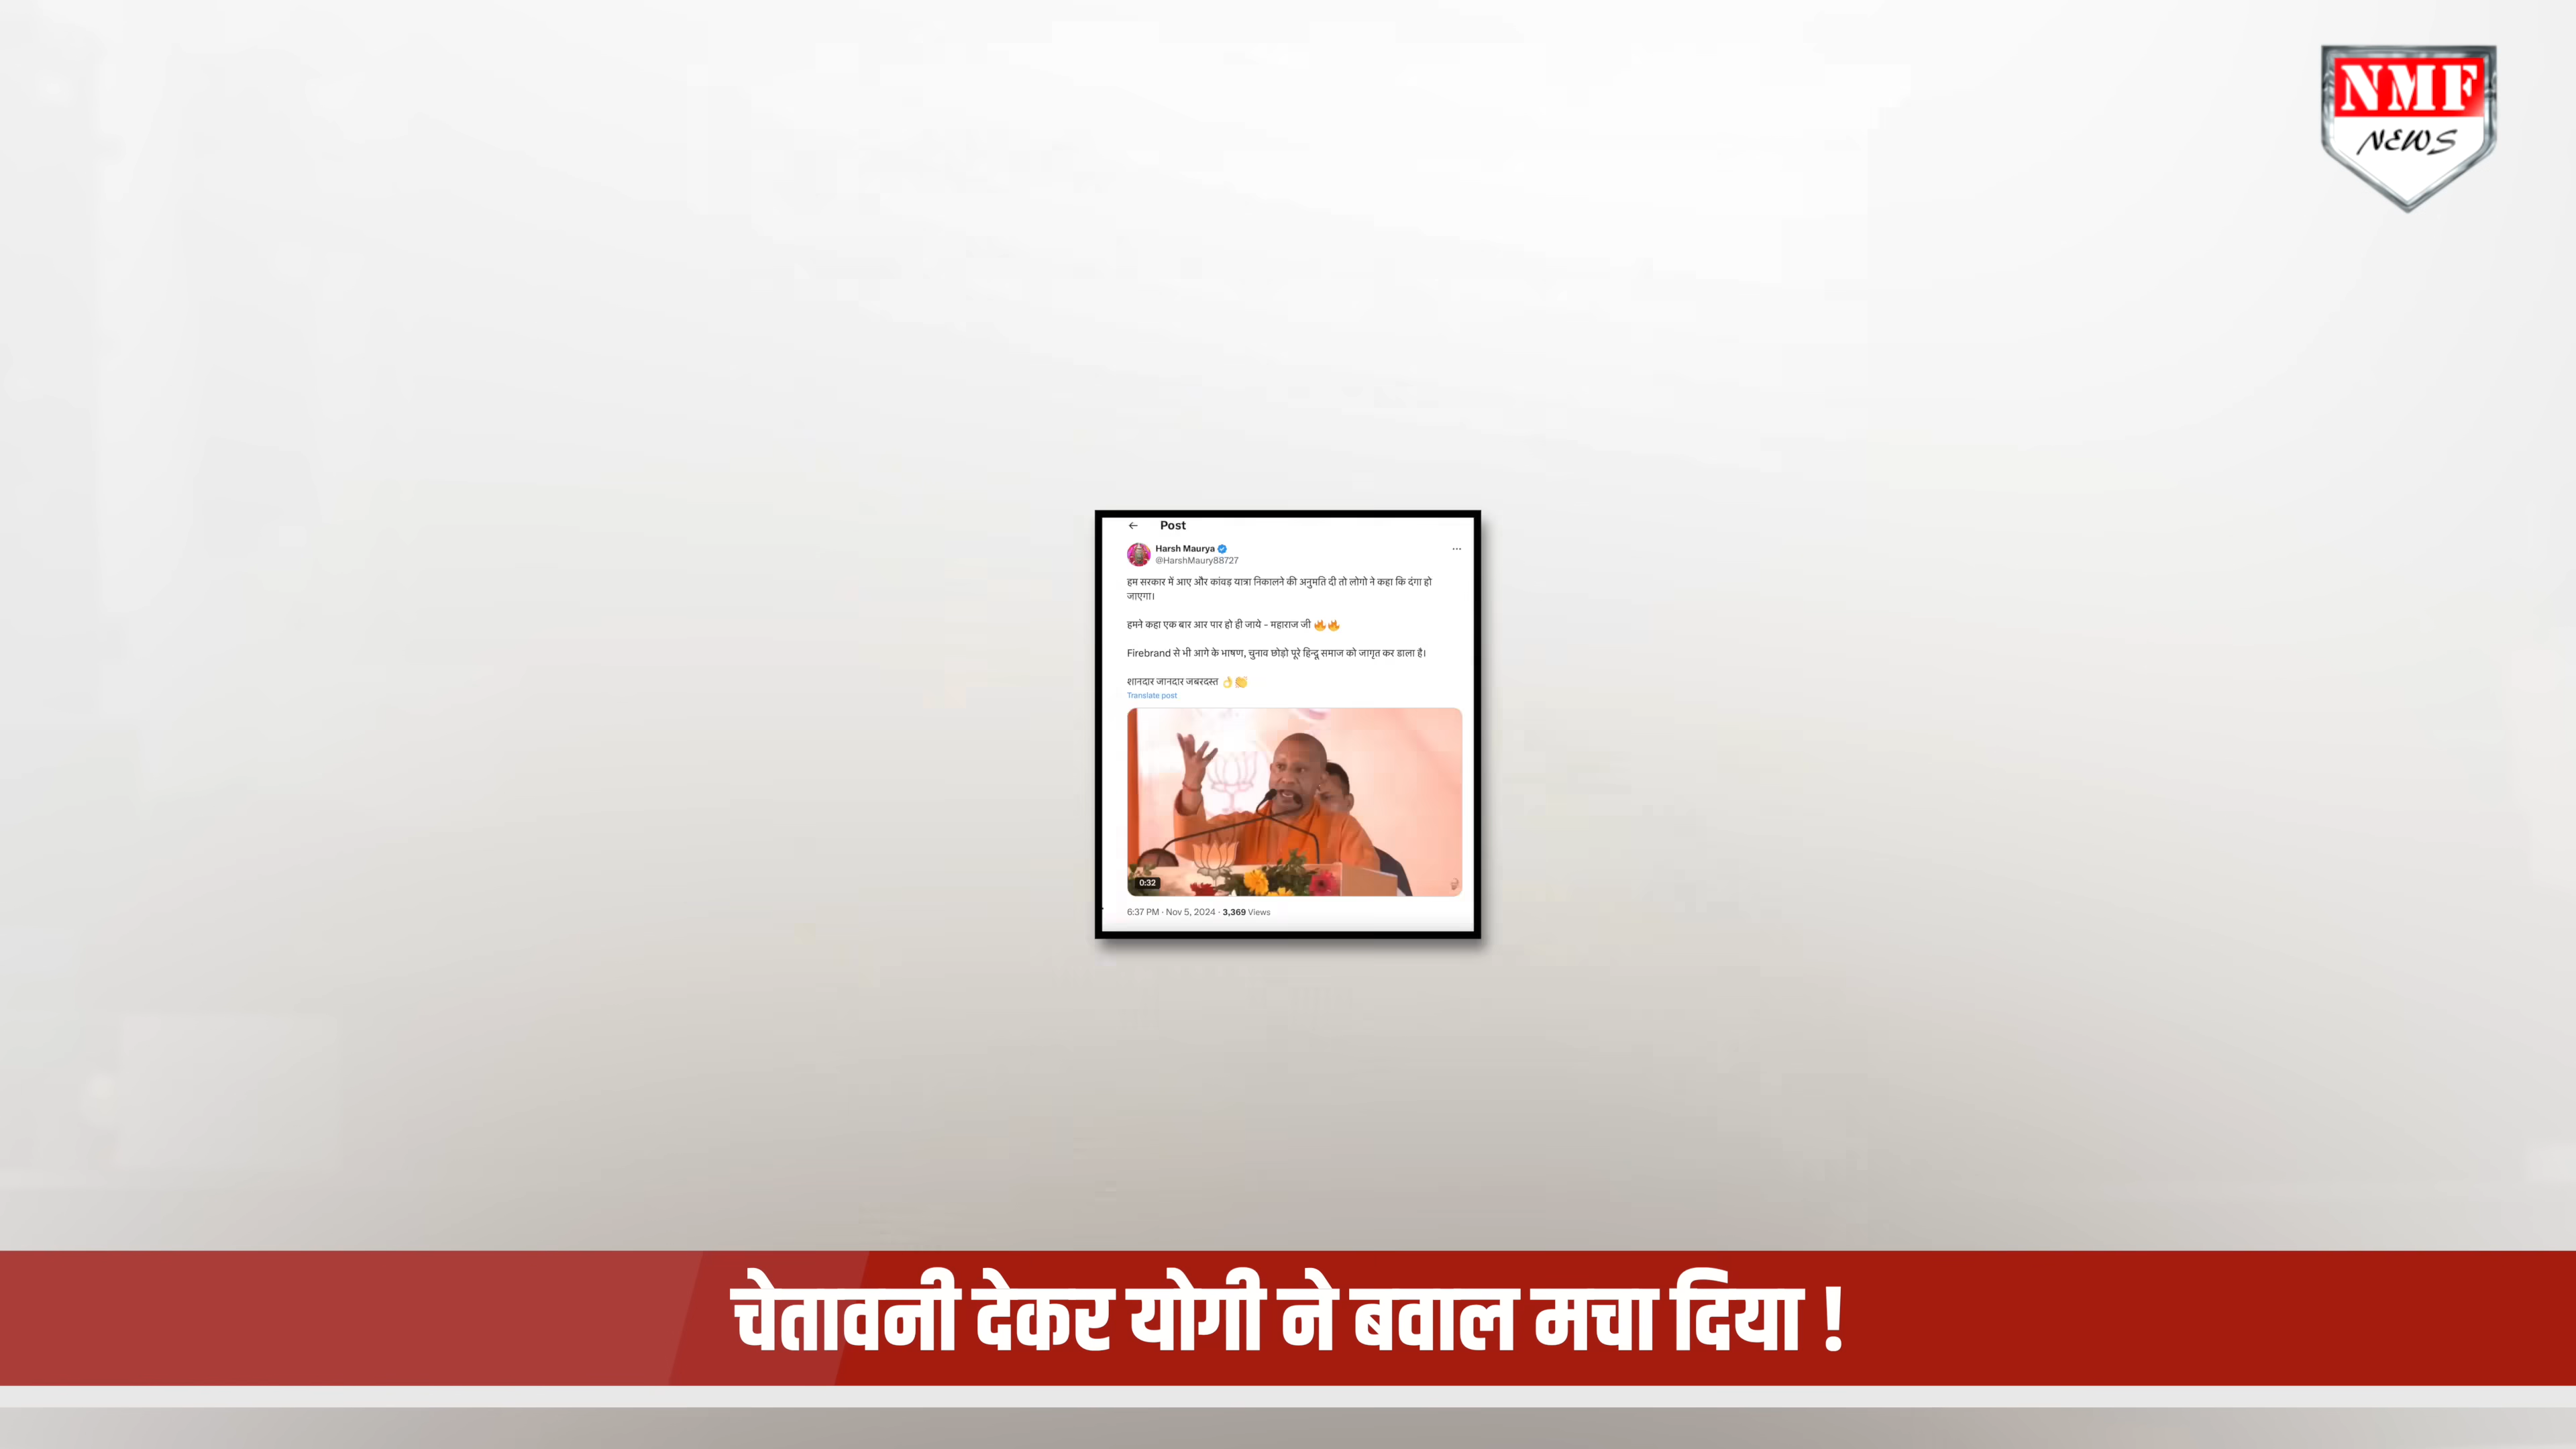 NMF
NEWS
← Post
Harsh Maurya
@HarshMaury88727
...
हम सरकार में आए और कांवड़ यात्रा निकालने की अनुमति दी तो लोगो ने कहा कि दंगा हो
जाएगा।
हमने कहा एक बार आर पार हो ही जाये - महाराज जी 🔥🔥
Firebrand से भी आगे के भाषण, चुनाव छोड़ो पूरे हिन्दू समाज को जागृत कर डाला है।
शानदार जानदार जबरदस्त 👌👏
Translate post
0:32
6:37 PM · Nov 5, 2024 · 3,369 Views
चेतावनी देकर योगी ने बवाल मचा दिया !